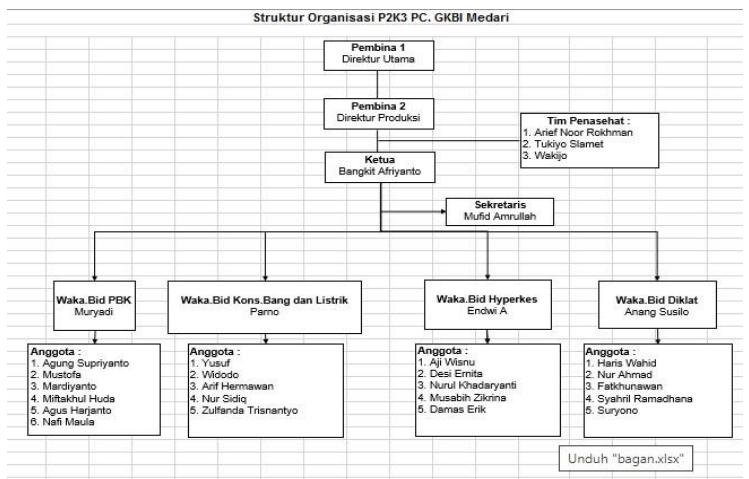 Struktur Organisasi P2K3 PC. GKBI Medari
Pembina 1
Direktur Utama
Pembina 2
Direktur Produksi
Tim Penasehat :
1. Arief Noor Rokhman
2. Tukiyo Slamet
3. Wakijo
Ketua
Bangkit Afriyanto
Sekretaris
Mufid Amrullah
Waka.Bid PBK
Muryadi
Waka.Bid Kons.Bang dan Listrik
Parno
Waka.Bid Hyperkes
Endwi A
Waka.Bid Diklat
Anang Susilo
Anggota :
1. Agung Supriyanto
2. Mustofa
3. Mardiyanto
4. Miftakhul Huda
5. Agus Harjanto
6. Nafi Maula
Anggota :
1. Yusuf
2. Widodo
3. Arif Hermawan
4. Nur Sidiq
5. Zulfanda Trisnantyo
Anggota :
1. Aji Wisnu
2. Desi Ernita
3. Nurul Khadaryanti
4. Musabih Zikrina
5. Damas Erik
Anggota :
1. Haris Wahid
2. Nur Ahmad
3. Fatkhunawan
4. Syahril Ramadhana
5. Suryono
Unduh "bagan.xlsx"